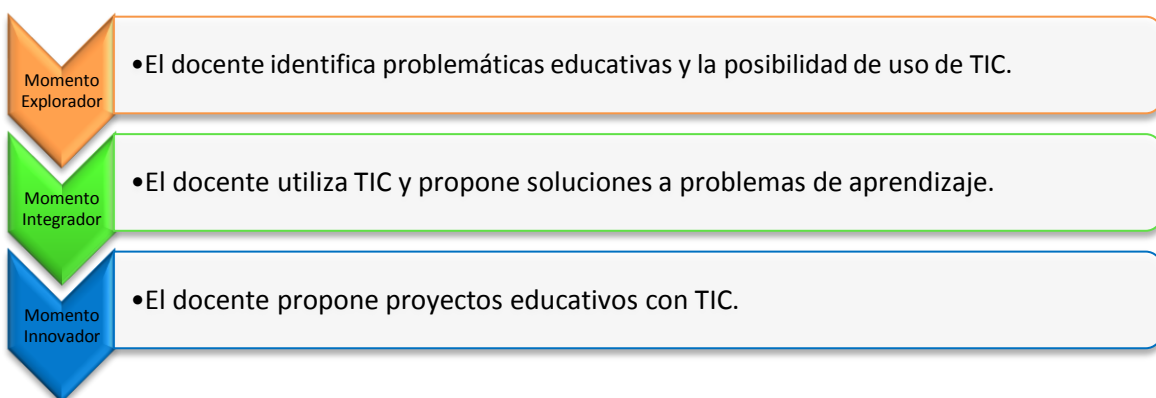 Momento
Explorador
•El docente identifica problemáticas educativas y la posibilidad de uso de TIC.
Momento
Integrador
•El docente utiliza TIC y propone soluciones a problemas de aprendizaje.
Momento
Innovador
•El docente propone proyectos educativos con TIC.